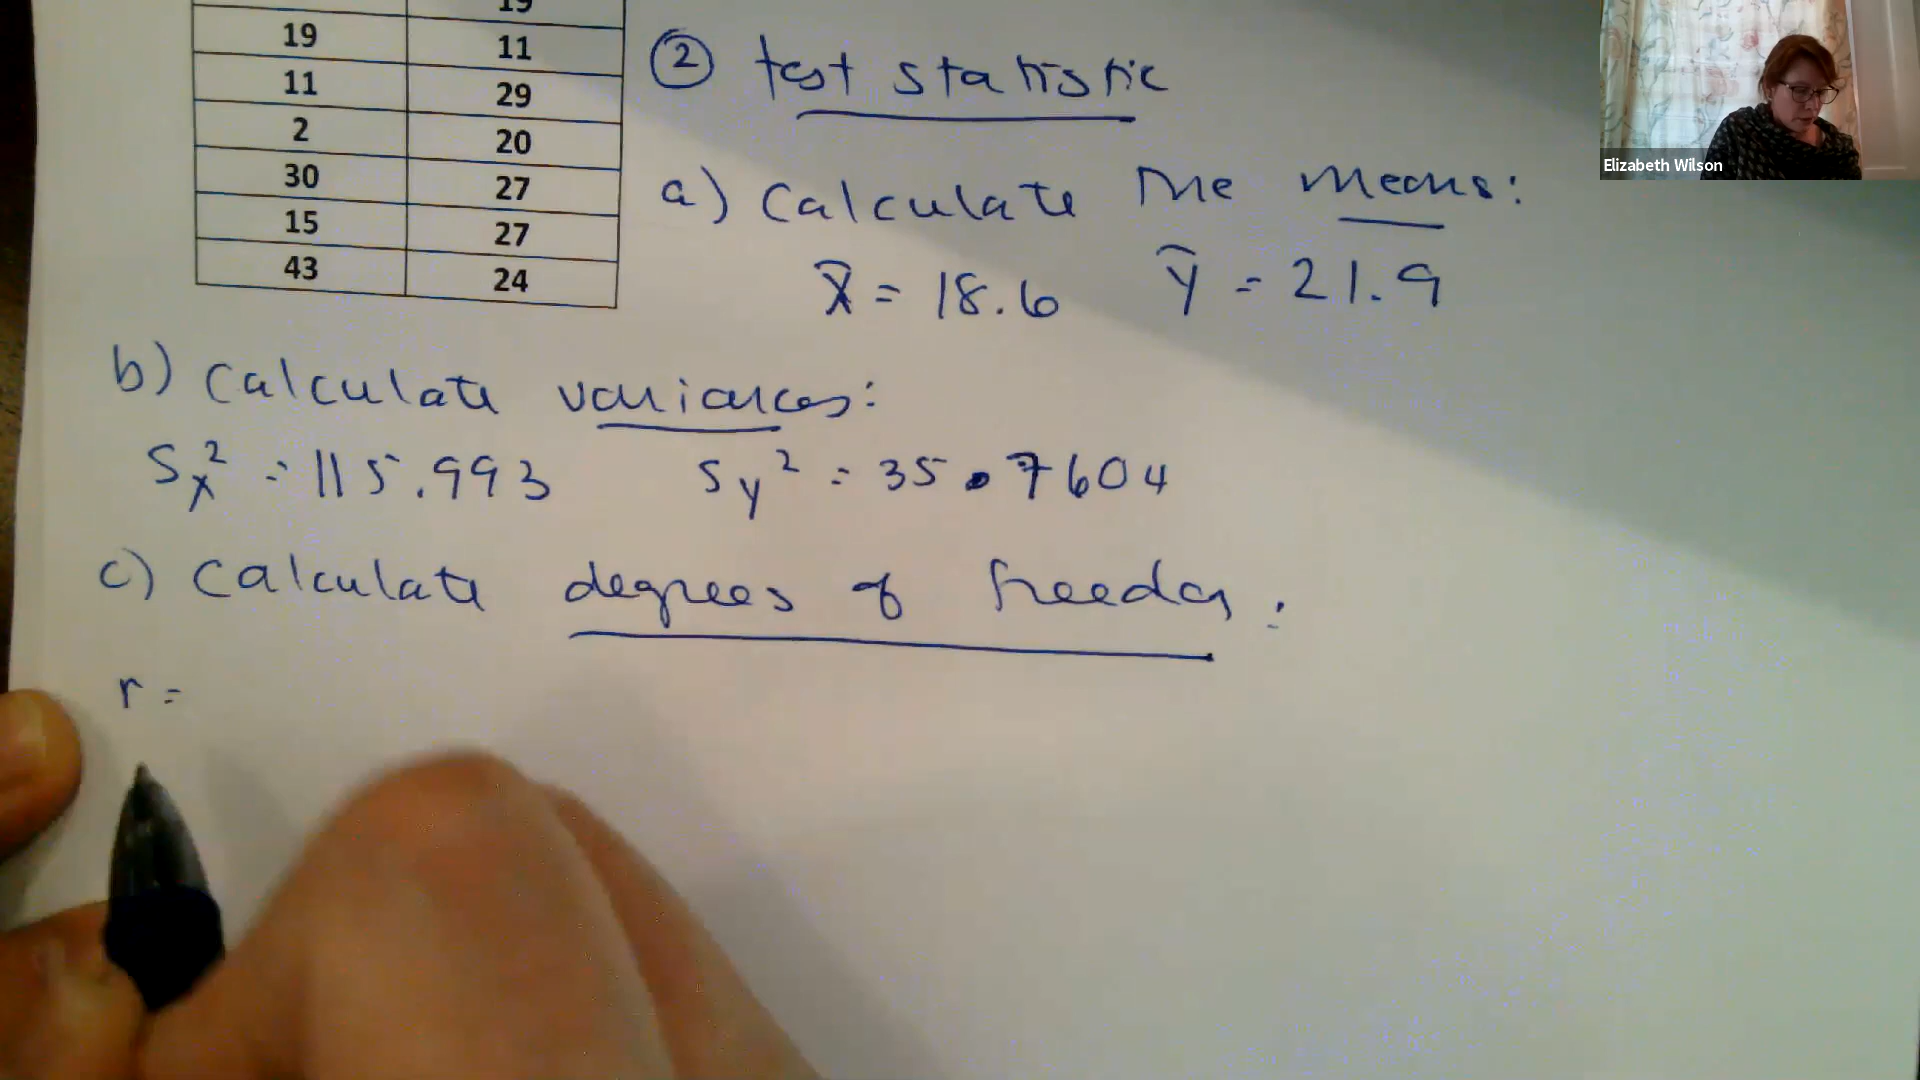 19
19 11
11 29
2 20
30 27
15 27
43 24
② test statistic
a) Calculate the means:
x̄ = 18.6 ȳ = 21.9
b) Calculate variances:
Sx² = 115.993 Sy² = 35.7604
c) Calculate degrees of freedom:
r =
Elizabeth Wilson